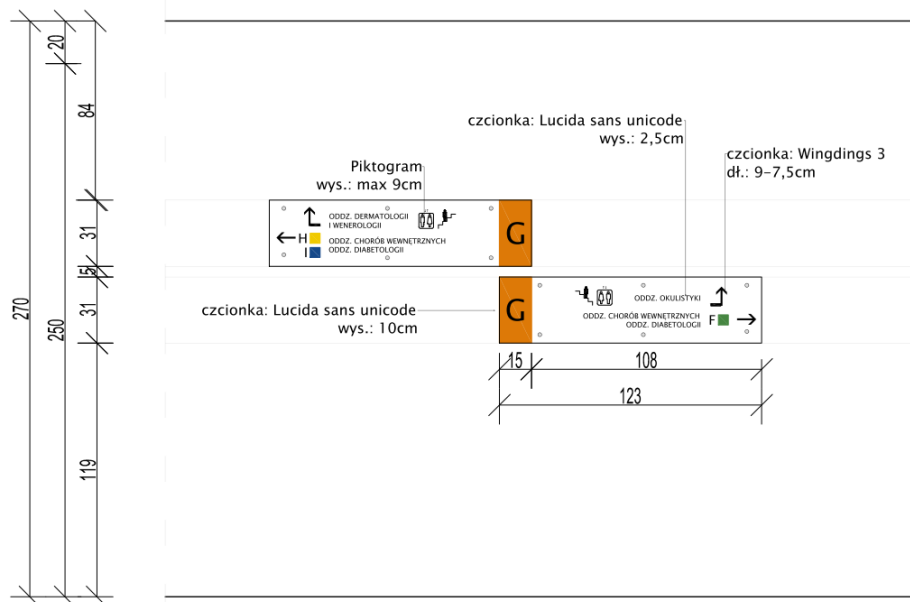 20
84
31
5
31
270
250
119
czcionka: Lucida sans unicode
wys.: 2,5cm
Piktogram
wys.: max 9cm
czcionka: Wingdings 3
dł.: 9-7,5cm
ODDZ. DERMATOLOGII
I WENEROLOGII
H
ODDZ. CHORÓB WEWNĘTRZNYCH
I
ODDZ. DIABETOLOGII
G
czcionka: Lucida sans unicode
wys.: 10cm
G
ODDZ. OKULISTYKI
ODDZ. CHORÓB WEWNĘTRZNYCH
ODDZ. DIABETOLOGII
F
15
108
123